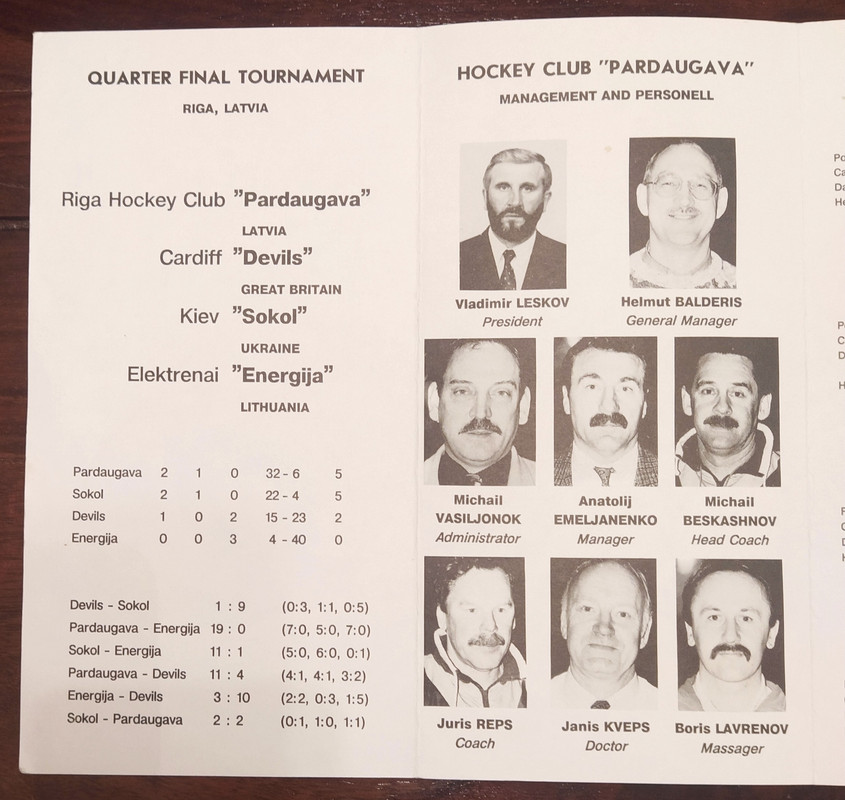 QUARTER FINAL TOURNAMENT
RIGA, LATVIA
Riga Hockey Club ”Pardaugava”
LATVIA
Cardiff ”Devils”
GREAT BRITAIN
Kiev ”Sokol”
UKRAINE
Elektrenai ”Energija”
LITHUANIA
Pardaugava 2 1 0 32 - 6 5
Sokol 2 1 0 22 - 4 5
Devils 1 0 2 15 - 23 2
Energija 0 0 3 4 - 40 0
Devils - Sokol 1 : 9 (0:3, 1:1, 0:5)
Pardaugava - Energija 19 : 0 (7:0, 5:0, 7:0)
Sokol - Energija 11 : 1 (5:0, 6:0, 0:1)
Pardaugava - Devils 11 : 4 (4:1, 4:1, 3:2)
Energija - Devils 3 : 10 (2:2, 0:3, 1:5)
Sokol - Pardaugava 2 : 2 (0:1, 1:0, 1:1)
HOCKEY CLUB ”PARDAUGAVA”
MANAGEMENT AND PERSONELL
Vladimir LESKOV
President
Helmut BALDERIS
General Manager
Michail
VASILJONOK
Administrator
Anatolij
EMELJANENKO
Manager
Michail
BESKASHNOV
Head Coach
Juris REPS
Coach
Janis KVEPS
Doctor
Boris LAVRENOV
Massager